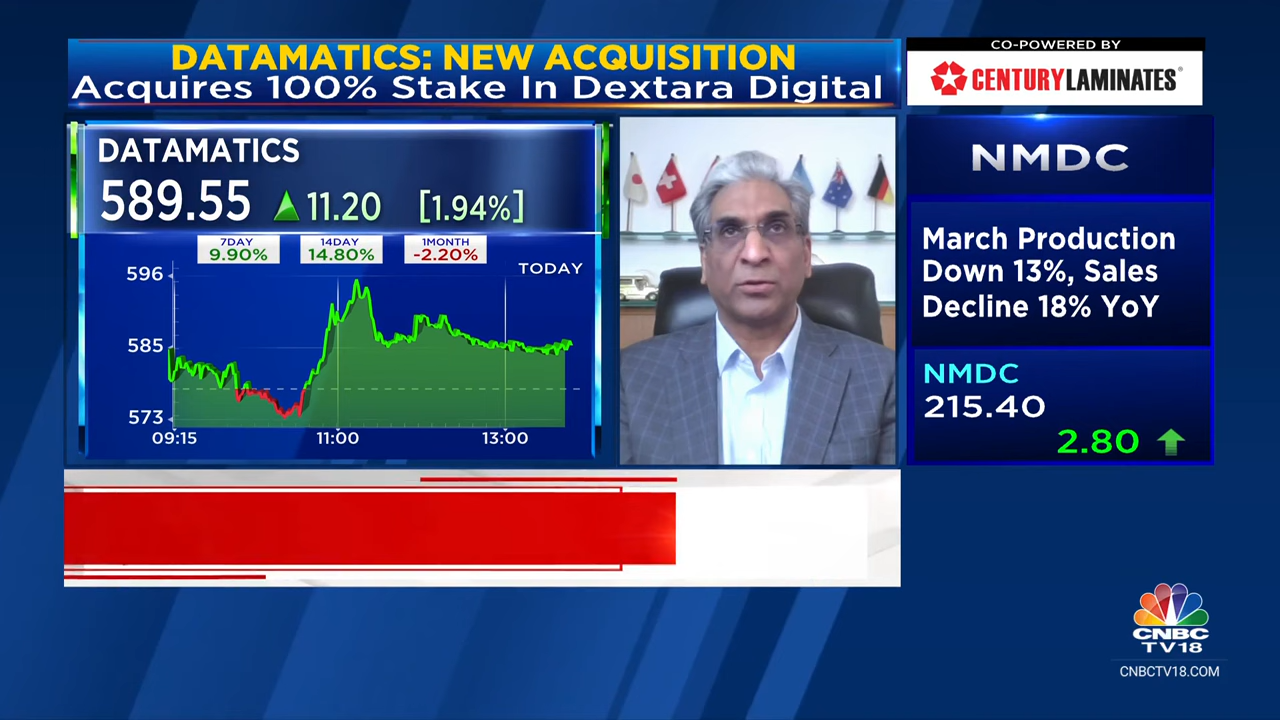 DATAMATICS: NEW ACQUISITION
Acquires 100% Stake In Dextara Digital
CO-POWERED BY
CENTURYLAMINATES®
DATAMATICS
589.55 ▲ 11.20 [1.94%]
7DAY 14DAY 1MONTH
9.90% 14.80% -2.20%
TODAY
596
585
573
09:15 11:00 13:00
NMDC
March Production
Down 13%, Sales
Decline 18% YoY
NMDC
215.40
2.80
CNBC
TV18
CNBCTV18.COM